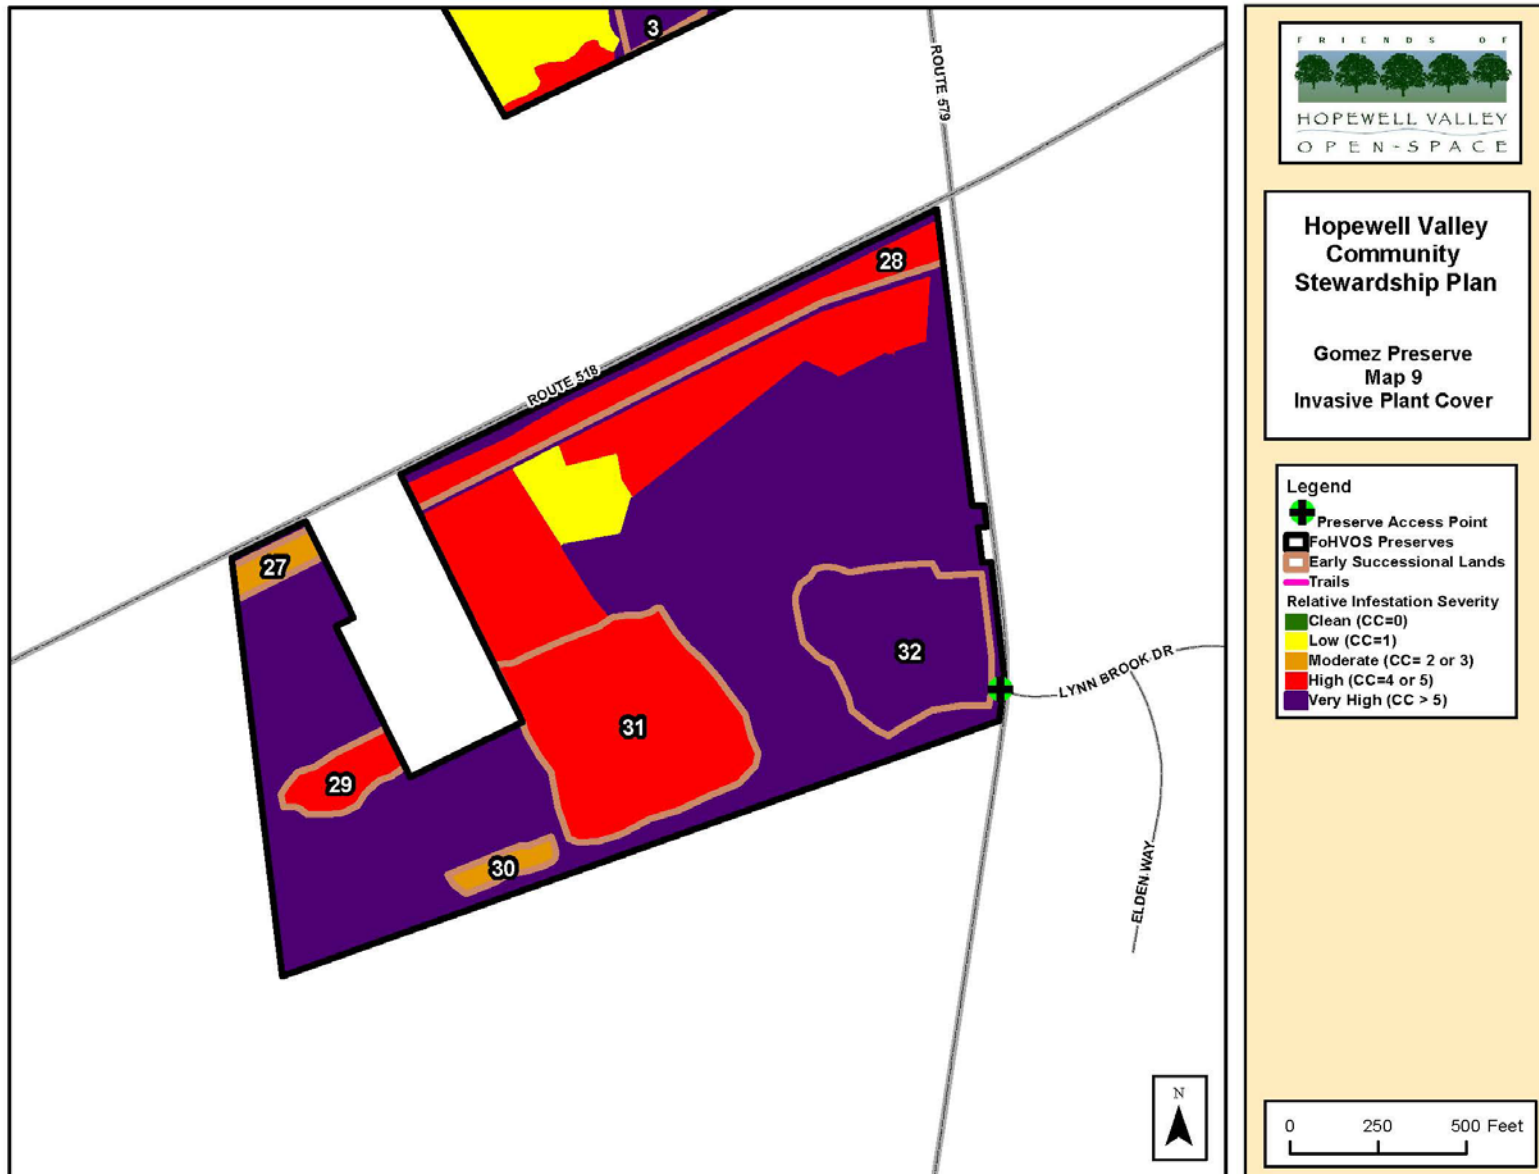 3
ROUTE 579
28
ROUTE 518
27
32
LYNN BROOK DR
31
29
30
ELDEN WAY
N
FRIENDS OF
HOPEWELL VALLEY
OPEN-SPACE
Hopewell Valley
Community
Stewardship Plan
Gomez Preserve
Map 9
Invasive Plant Cover
Legend
Preserve Access Point
FoHVOS Preserves
Early Successional Lands
Trails
Relative Infestation Severity
Clean (CC=0)
Low (CC=1)
Moderate (CC= 2 or 3)
High (CC=4 or 5)
Very High (CC > 5)
0 250 500 Feet